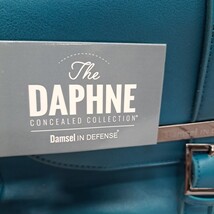 The
DAPHNE
CONCEALED COLLECTION®
Damsel IN DEFENSE®